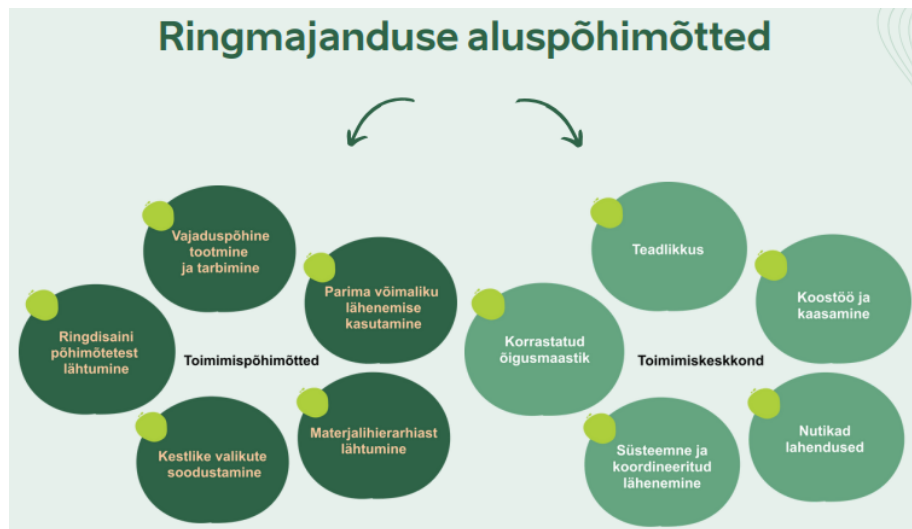 Ringmajanduse aluspõhimõtted
Vajaduspõhine
tootmine
ja tarbimine
Parima võimaliku
lähenemise
kasutamine
Ringdisaini
põhimõtetest
lähtumine
Toimimispõhimõtted
Kestlike valikute
soodustamine
Materjalihierarhiast
lähtumine
Teadlikkus
Koostöö ja
kaasamine
Korrastatud
õigusmaastik
Toimimiskeskkond
Süsteemne ja
koordineeritud
lähenemine
Nutikad
lahendused